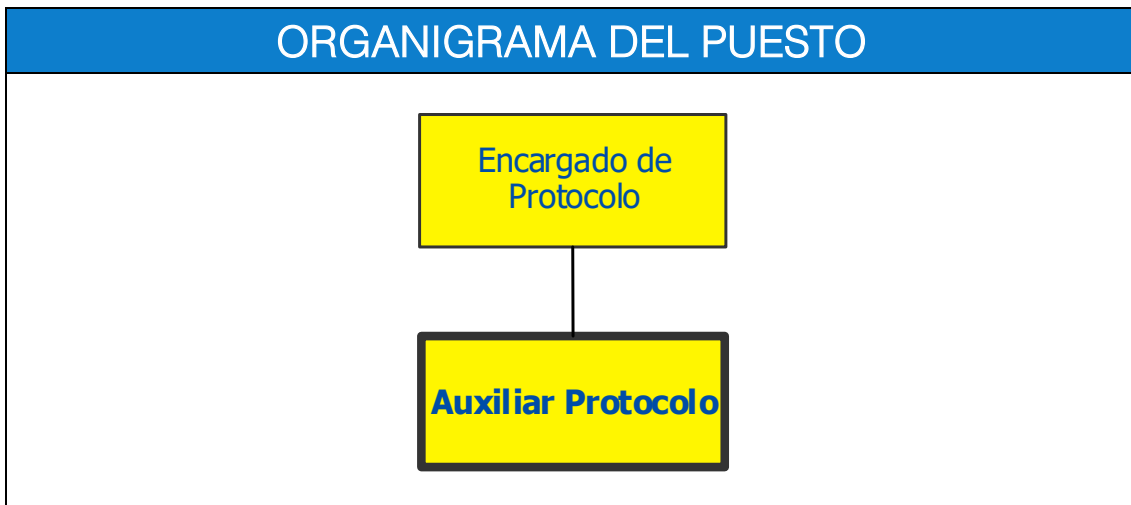 ORGANIGRAMA DEL PUESTO
Encargado de
Protocolo
Auxiliar Protocolo